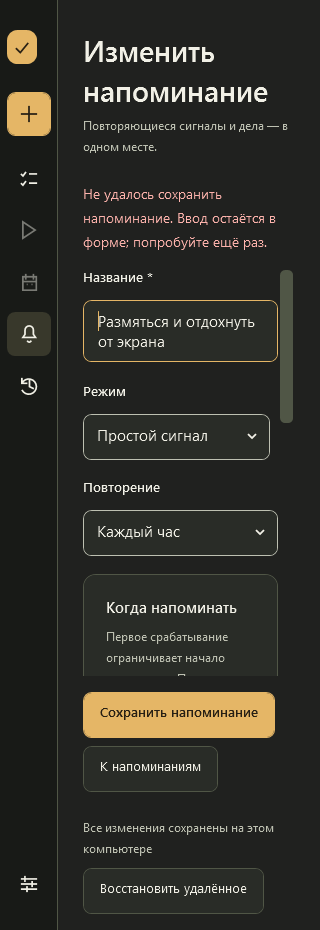 Изменить
напоминание
Повторяющиеся сигналы и дела — в
одном месте.
Не удалось сохранить
напоминание. Ввод остаётся в
форме; попробуйте ещё раз.
Название *
Размяться и отдохнуть
от экрана
Режим
Простой сигнал
Повторение
Каждый час
Когда напоминать
Первое срабатывание
ограничивает начало
Сохранить напоминание
К напоминаниям
Все изменения сохранены на этом
компьютере
Восстановить удалённое